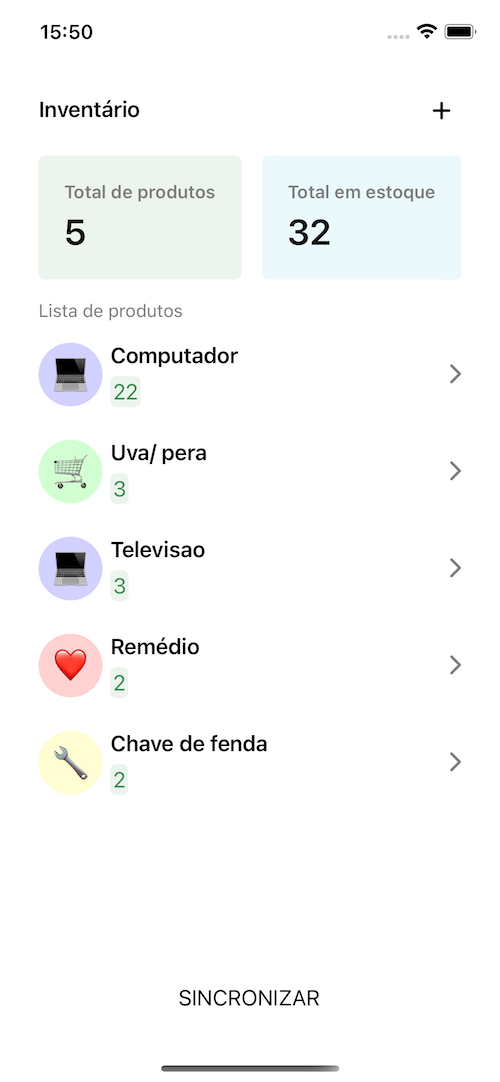 15:50
Inventário
Total de produtos
5
Total em estoque
32
Lista de produtos
Computador
22
Uva/ pera
3
Televisao
3
Remédio
2
Chave de fenda
2
SINCRONIZAR